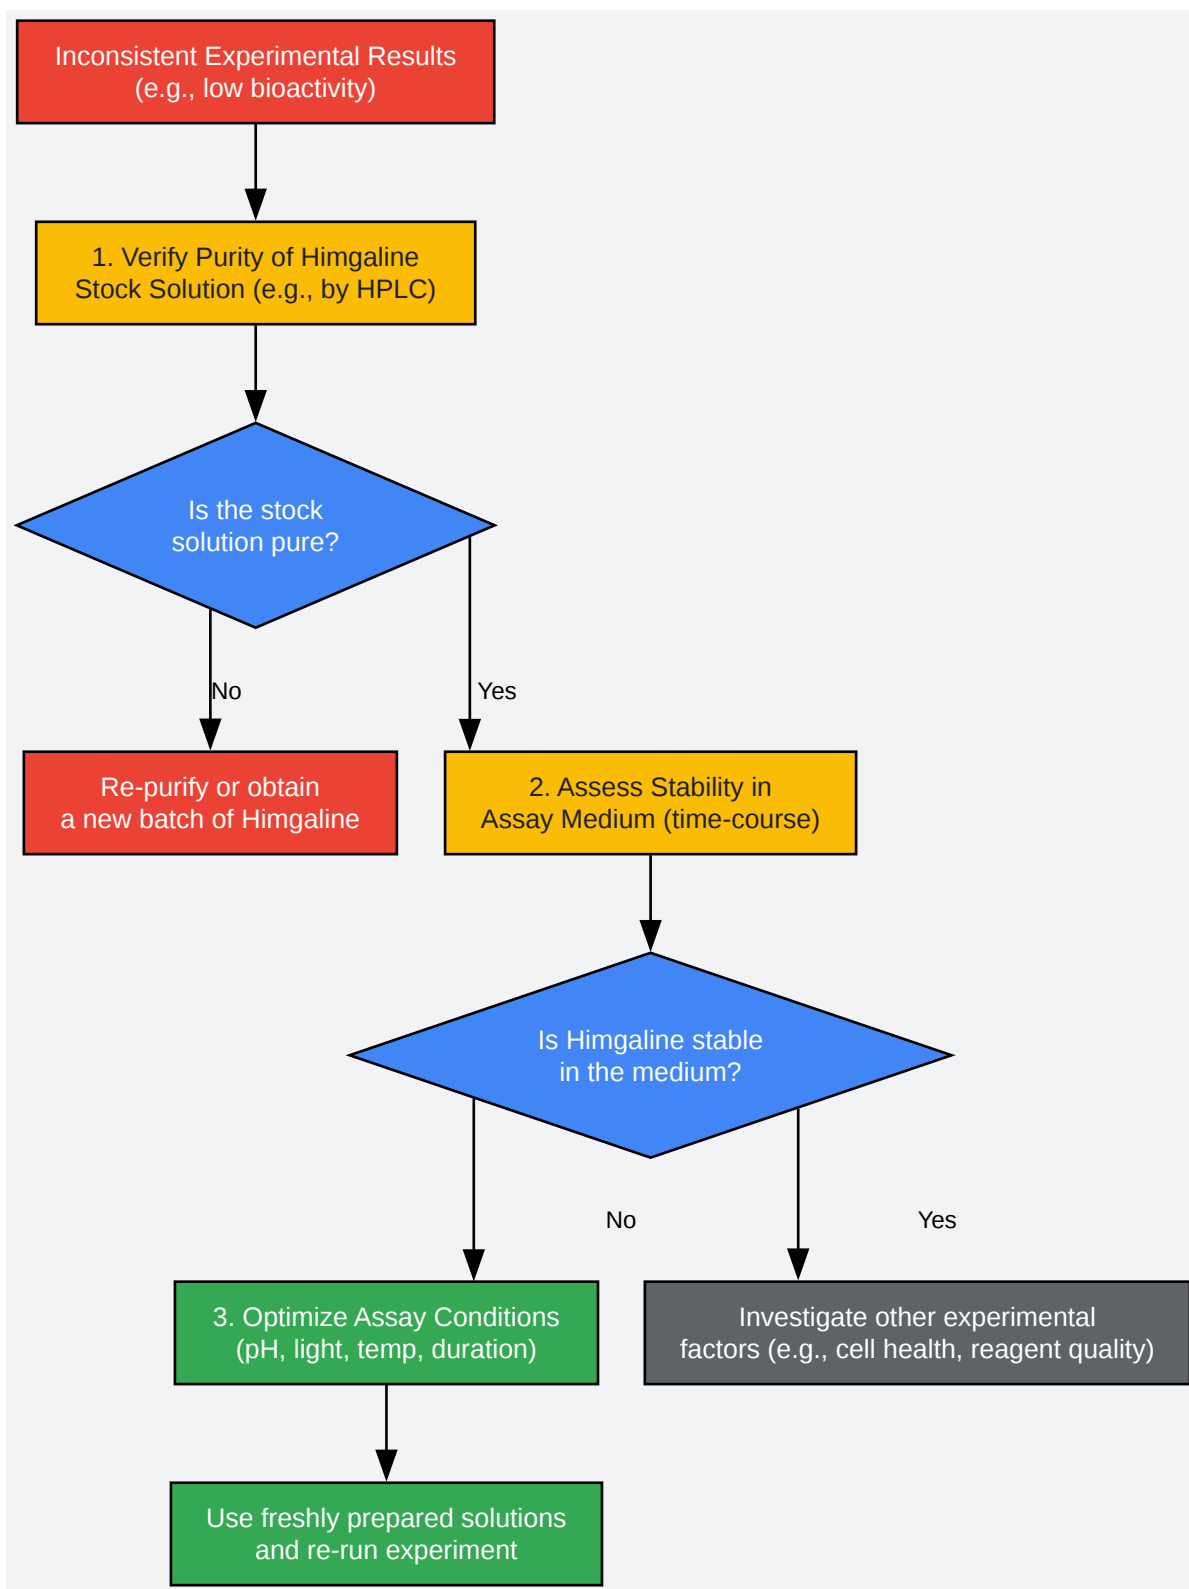 Inconsistent Experimental Results
(e.g., low bioactivity)
1. Verify Purity of Himgaline
Stock Solution (e.g., by HPLC)
Is the stock
solution pure?
No
Yes
Re-purify or obtain
a new batch of Himgaline
2. Assess Stability in
Assay Medium (time-course)
Is Himgaline stable
in the medium?
No
Yes
3. Optimize Assay Conditions
(pH, light, temp, duration)
Investigate other experimental
factors (e.g., cell health, reagent quality)
Use freshly prepared solutions
and re-run experiment